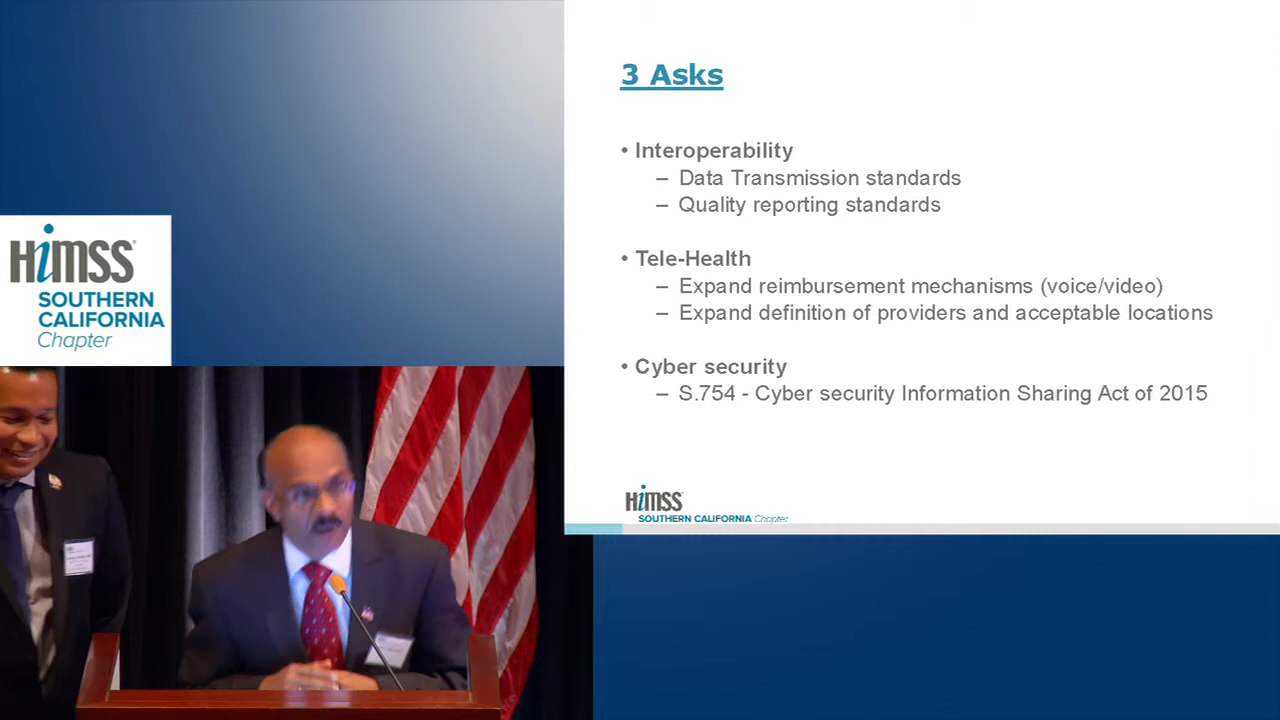 HiMSS
SOUTHERN
CALIFORNIA
Chapter
3 Asks
• Interoperability
– Data Transmission standards
– Quality reporting standards
• Tele-Health
– Expand reimbursement mechanisms (voice/video)
– Expand definition of providers and acceptable locations
• Cyber security
– S.754 - Cyber security Information Sharing Act of 2015
HiMSS
SOUTHERN CALIFORNIA Chapter